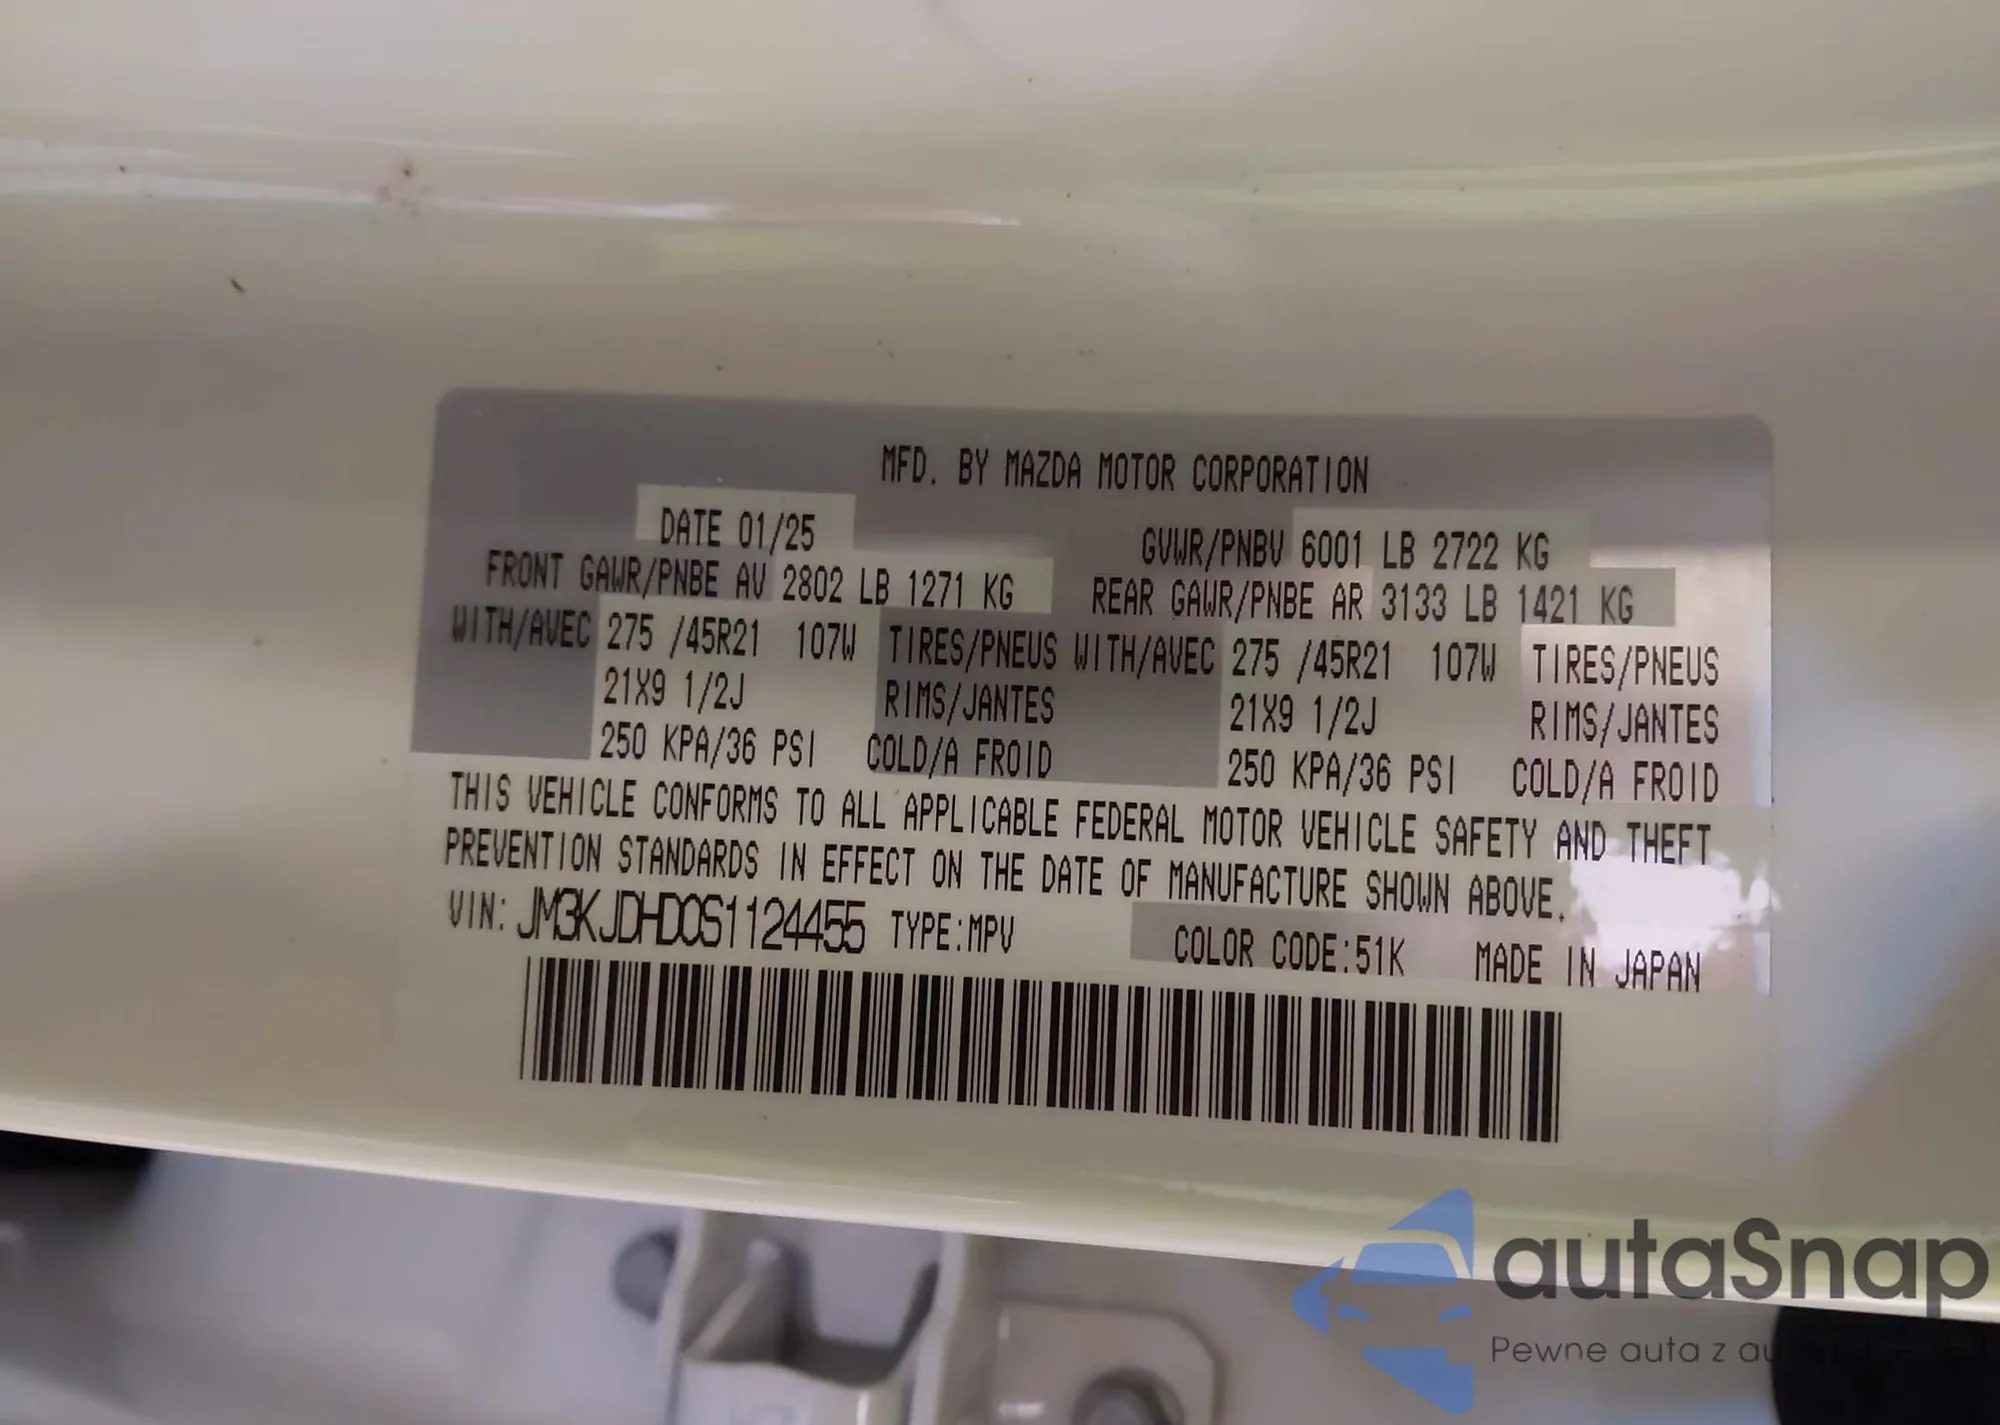 MFD. BY MAZDA MOTOR CORPORATION
DATE 01/25 GVWR/PNBV 6001 LB 2722 KG
FRONT GAWR/PNBE AV 2802 LB 1271 KG REAR GAWR/PNBE AR 3133 LB 1421 KG
WITH/AVEC 275 /45R21 107W TIRES/PNEUS WITH/AVEC 275 /45R21 107W TIRES/PNEUS
21X9 1/2J RIMS/JANTES 21X9 1/2J RIMS/JANTES
250 KPA/36 PSI COLD/A FROID 250 KPA/36 PSI COLD/A FROID
THIS VEHICLE CONFORMS TO ALL APPLICABLE FEDERAL MOTOR VEHICLE SAFETY AND THEFT
PREVENTION STANDARDS IN EFFECT ON THE DATE OF MANUFACTURE SHOWN ABOVE.
VIN: JM3KJDHD0S1124455 TYPE:MPV COLOR CODE:51K MADE IN JAPAN
autaSnap
Pewne auta z